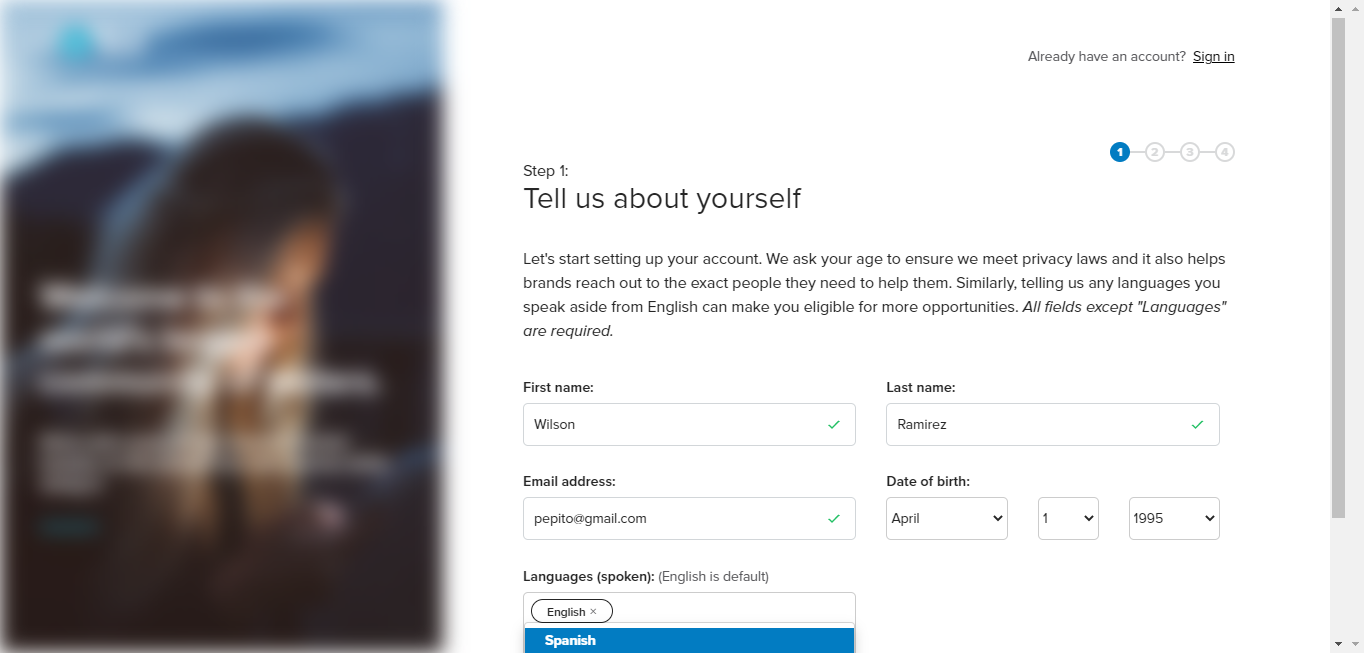 Already have an account? Sign in
1 2 3 4
Step 1:
Tell us about yourself
Let's start setting up your account. We ask your age to ensure we meet privacy laws and it also helps
brands reach out to the exact people they need to help them. Similarly, telling us any languages you
speak aside from English can make you eligible for more opportunities. All fields except "Languages"
are required.
First name:
Last name:
Wilson
Ramirez
Email address:
Date of birth:
pepito@gmail.com
April
1
1995
Languages (spoken): (English is default)
English ×
Spanish